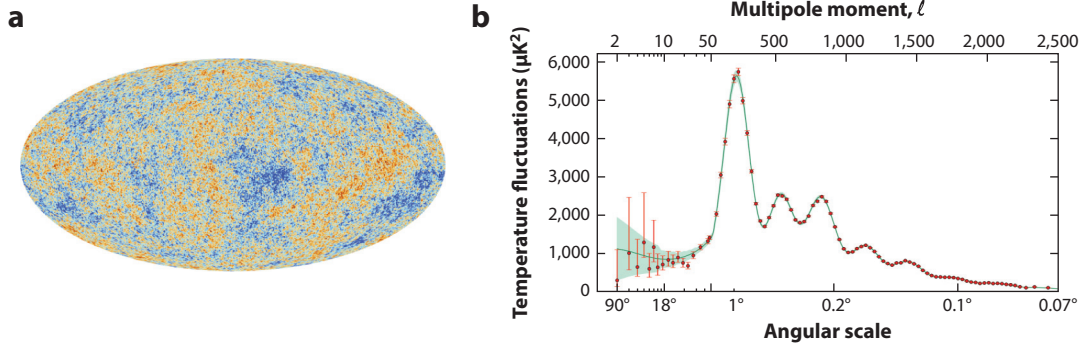 a
b
Multipole moment, ℓ
2 10 50 500 1,000 1,500 2,000 2,500
Temperature fluctuations (μK²)
6,000
5,000
4,000
3,000
2,000
1,000
0
90° 18° 1° 0.2° 0.1° 0.07°
Angular scale